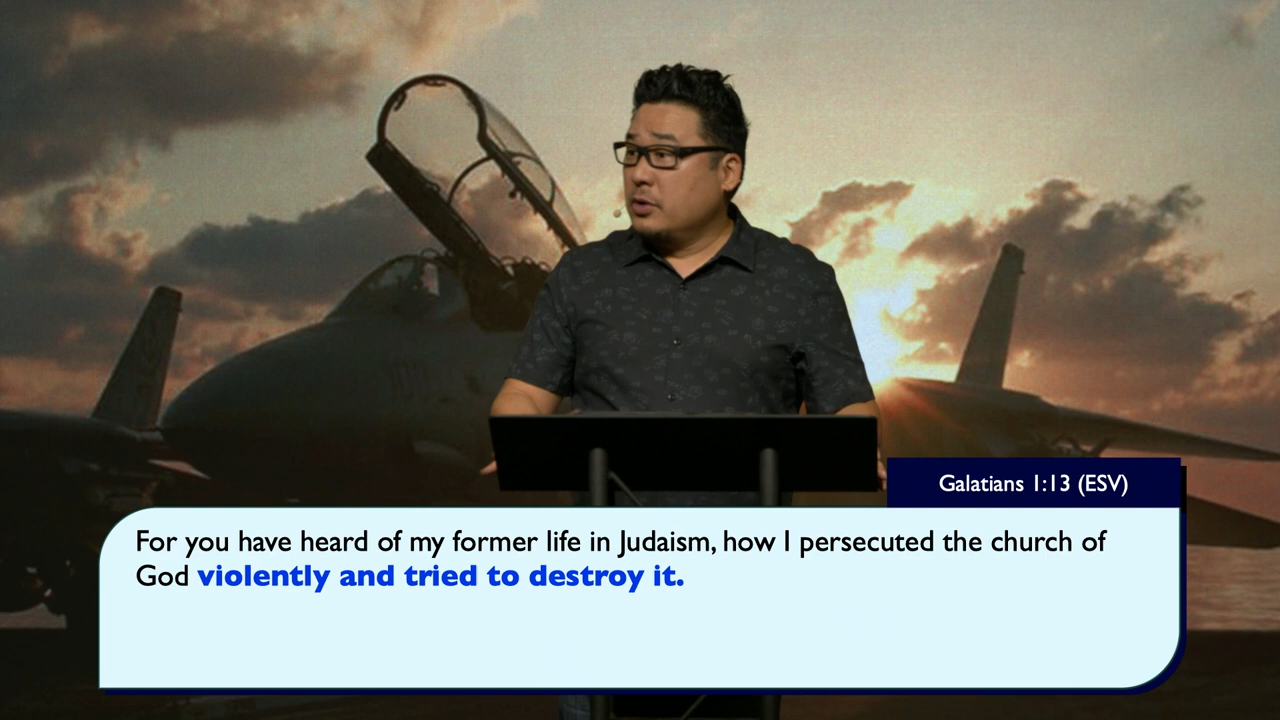 Galatians 1:13 (ESV)
For you have heard of my former life in Judaism, how I persecuted the church of
God violently and tried to destroy it.